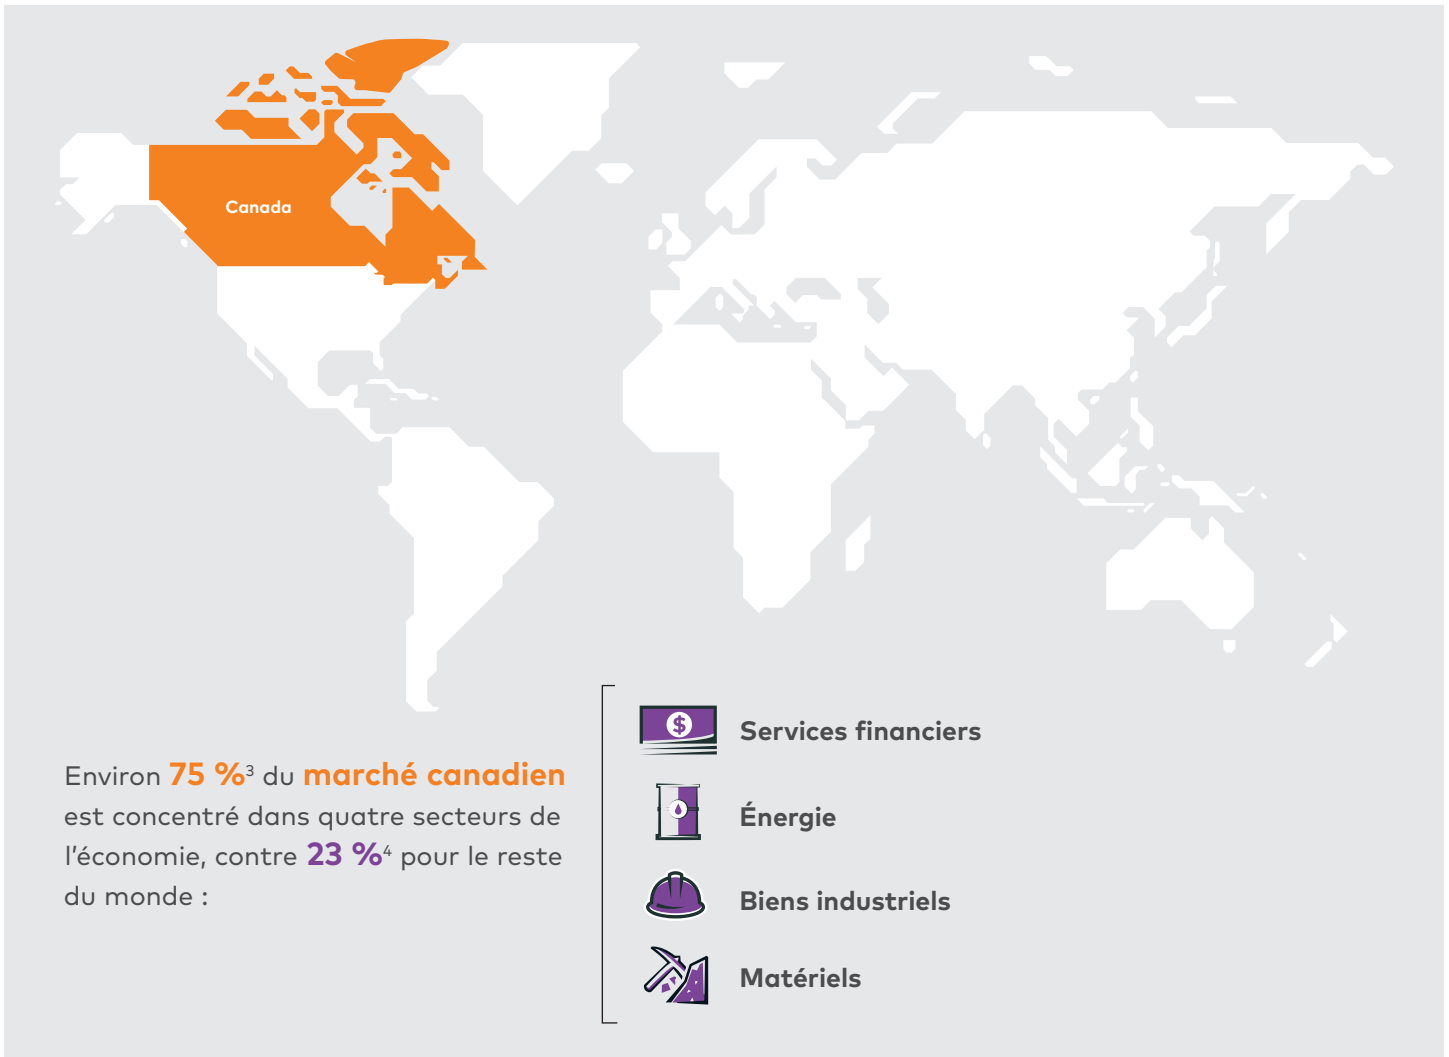 Canada
Environ 75 %³ du marché canadien
est concentré dans quatre secteurs de
l’économie, contre 23 %⁴ pour le reste
du monde :
$
Services financiers
Énergie
Biens industriels
Matériels